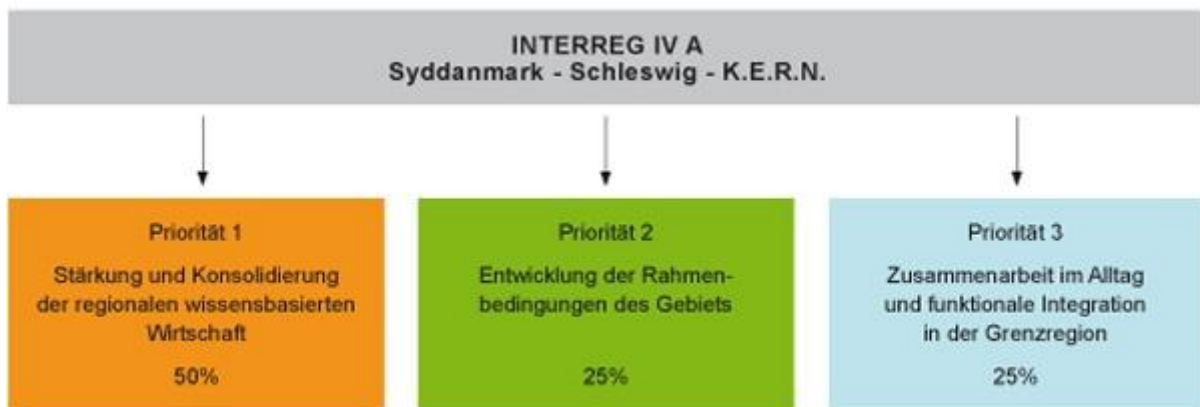 INTERREG IV A
Syddanmark - Schleswig - K.E.R.N.
Priorität 1
Stärkung und Konsolidierung
der regionalen wissensbasierten
Wirtschaft
50%
Priorität 2
Entwicklung der Rahmen-
bedingungen des Gebiets
25%
Priorität 3
Zusammenarbeit im Alltag
und funktionale Integration
in der Grenzregion
25%